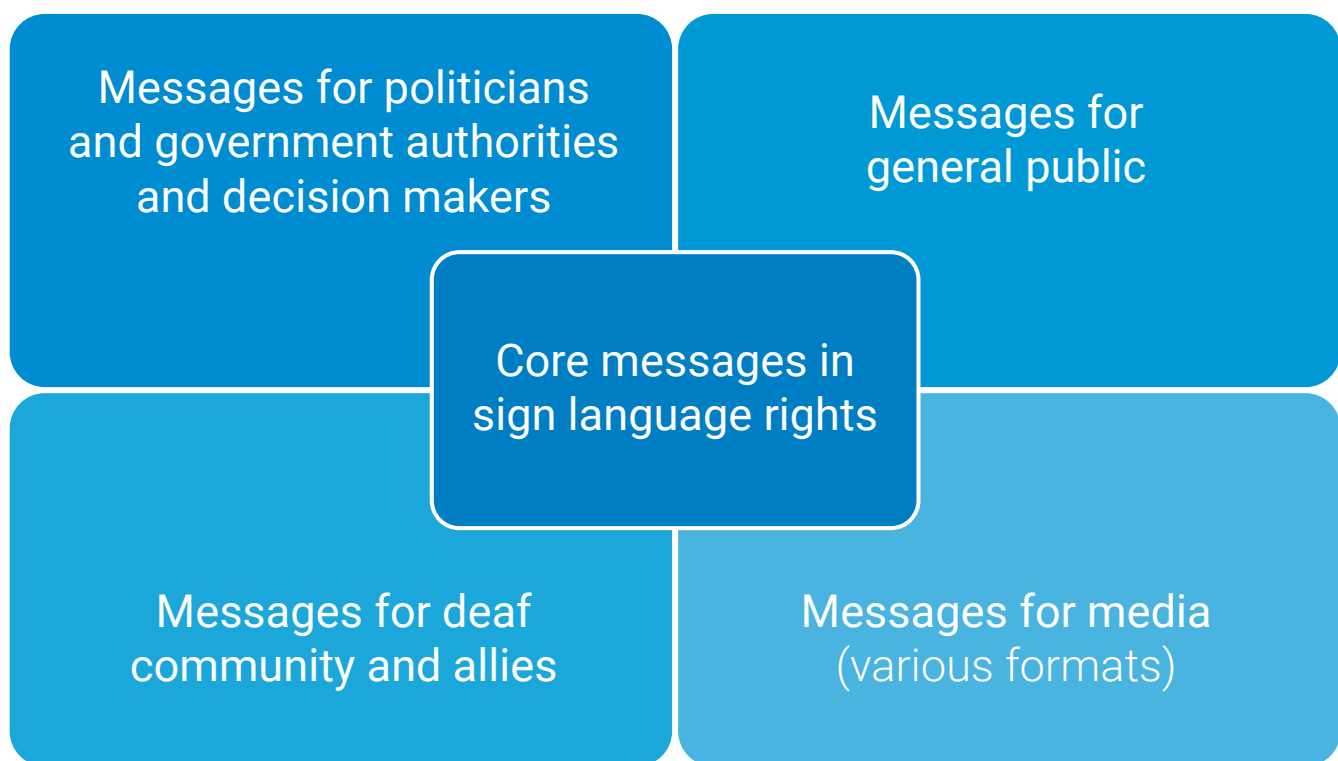 Messages for politicians
and government authorities
and decision makers
Messages for
general public
Core messages in
sign language rights
Messages for deaf
community and allies
Messages for media
(various formats)